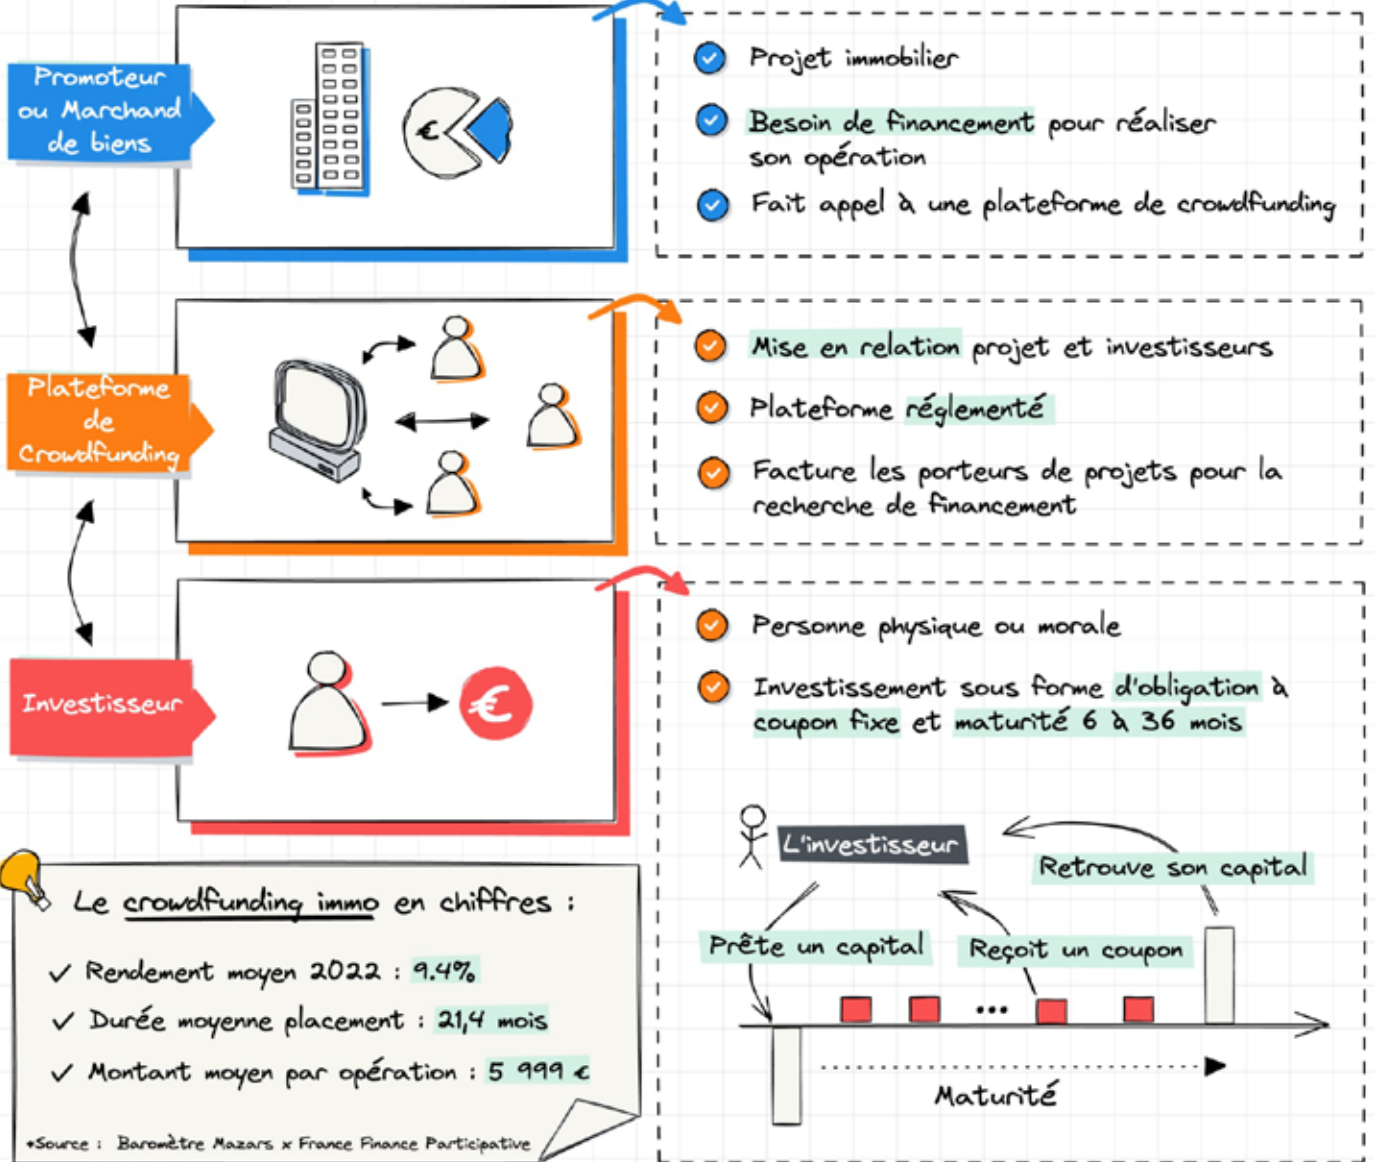 Promoteur
ou Marchand
de biens
€
Projet immobilier
Besoin de financement pour réaliser
son opération
Fait appel à une plateforme de crowdfunding
Plateforme
de
Crowdfunding
Mise en relation projet et investisseurs
Plateforme réglementé
Facture les porteurs de projets pour la
recherche de financement
Investisseur
€
Personne physique ou morale
Investissement sous forme d'obligation à
coupon fixe et maturité 6 à 36 mois
L'investisseur
Retrouve son capital
Prête un capital
Reçoit un coupon
...
Maturité
Le crowdfunding immo en chiffres :
Rendement moyen 2022 : 9.4%
Durée moyenne placement : 21,4 mois
Montant moyen par opération : 5 999 €
*Source : Baromètre Mazars x France Finance Participative